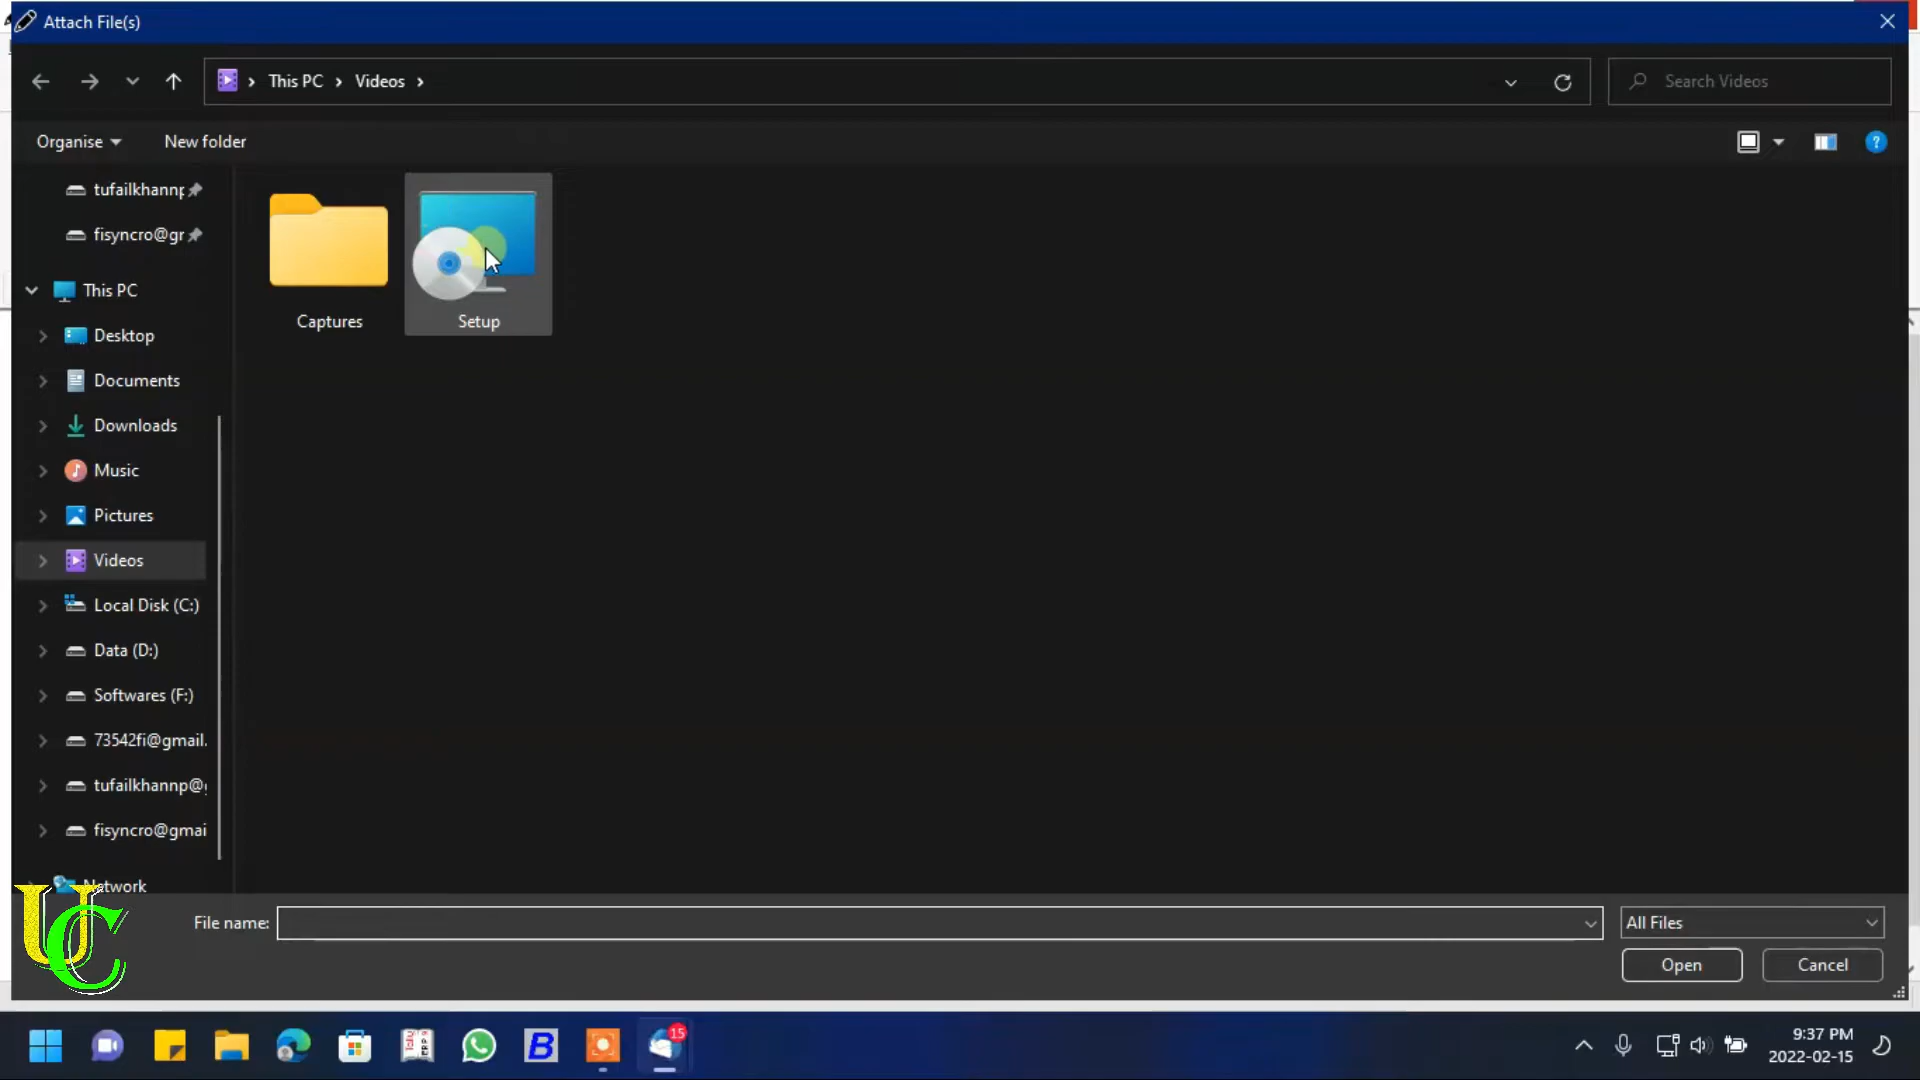 Attach File(s)
This PC
Videos
Search Videos
Organise
New folder
tufailkhannp
fisyncro@gr
This PC
Desktop
Documents
Downloads
Music
Pictures
Videos
Local Disk (C:)
Data (D:)
Softwares (F:)
73542fi@gmail.
tufailkhannp@
fisyncro@gmai
Network
Captures
Setup
File name:
All Files
Open
Cancel
UC
B
15
9:37 PM
2022-02-15